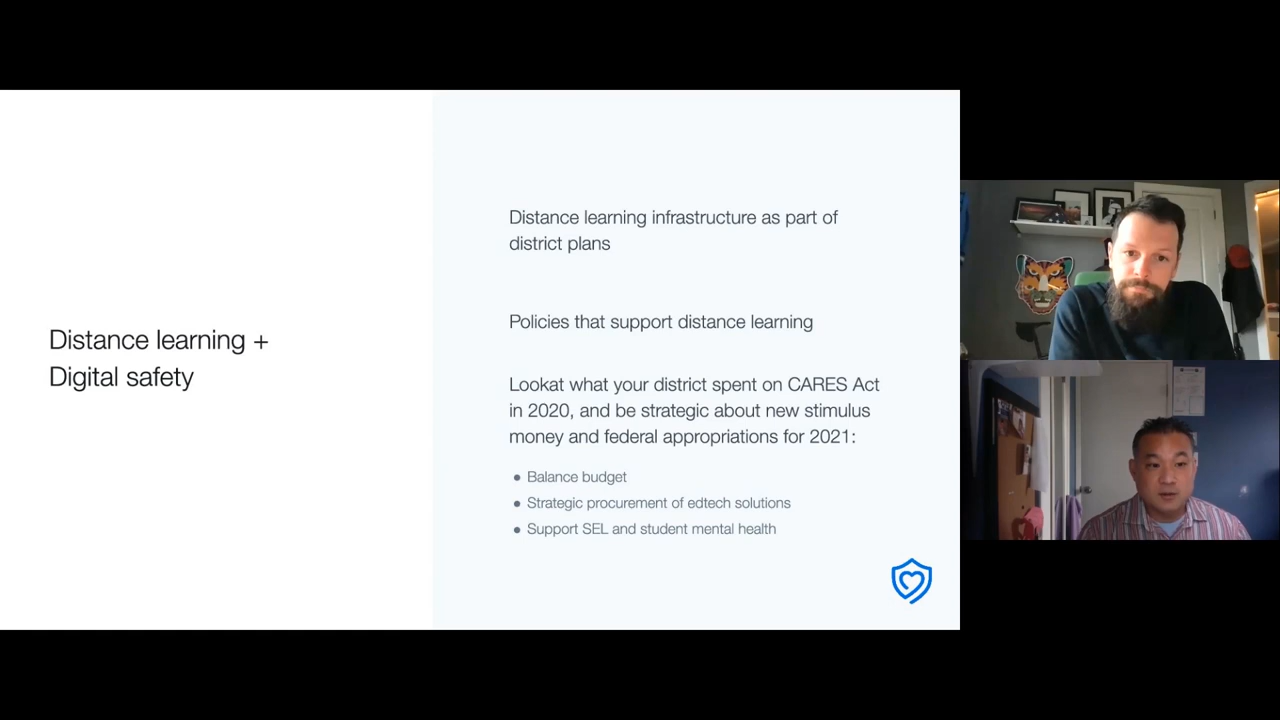 Distance learning +
Digital safety
Distance learning infrastructure as part of
district plans
Policies that support distance learning
Lookat what your district spent on CARES Act
in 2020, and be strategic about new stimulus
money and federal appropriations for 2021:
• Balance budget
• Strategic procurement of edtech solutions
• Support SEL and student mental health